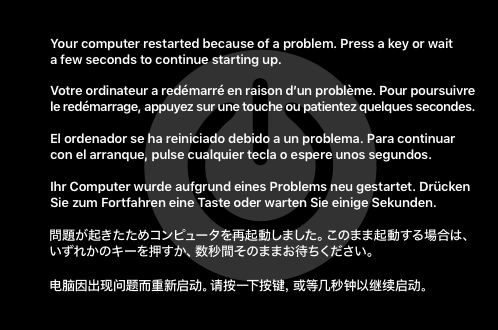 Your computer restarted because of a problem. Press a key or wait
a few seconds to continue starting up.
Votre ordinateur a redémarré en raison d’un problème. Pour poursuivre
le redémarrage, appuyez sur une touche ou patientez quelques secondes.
El ordenador se ha reiniciado debido a un problema. Para continuar
con el arranque, pulse cualquier tecla o espere unos segundos.
Ihr Computer wurde aufgrund eines Problems neu gestartet. Drücken
Sie zum Fortfahren eine Taste oder warten Sie einige Sekunden.
問題が起きたためコンピュータを再起動しました。このまま起動する場合は、
いずれかのキーを押すか、数秒間そのままお待ちください。
电脑因出现问题而重新启动。请按一下按键，或等几秒钟以继续启动。